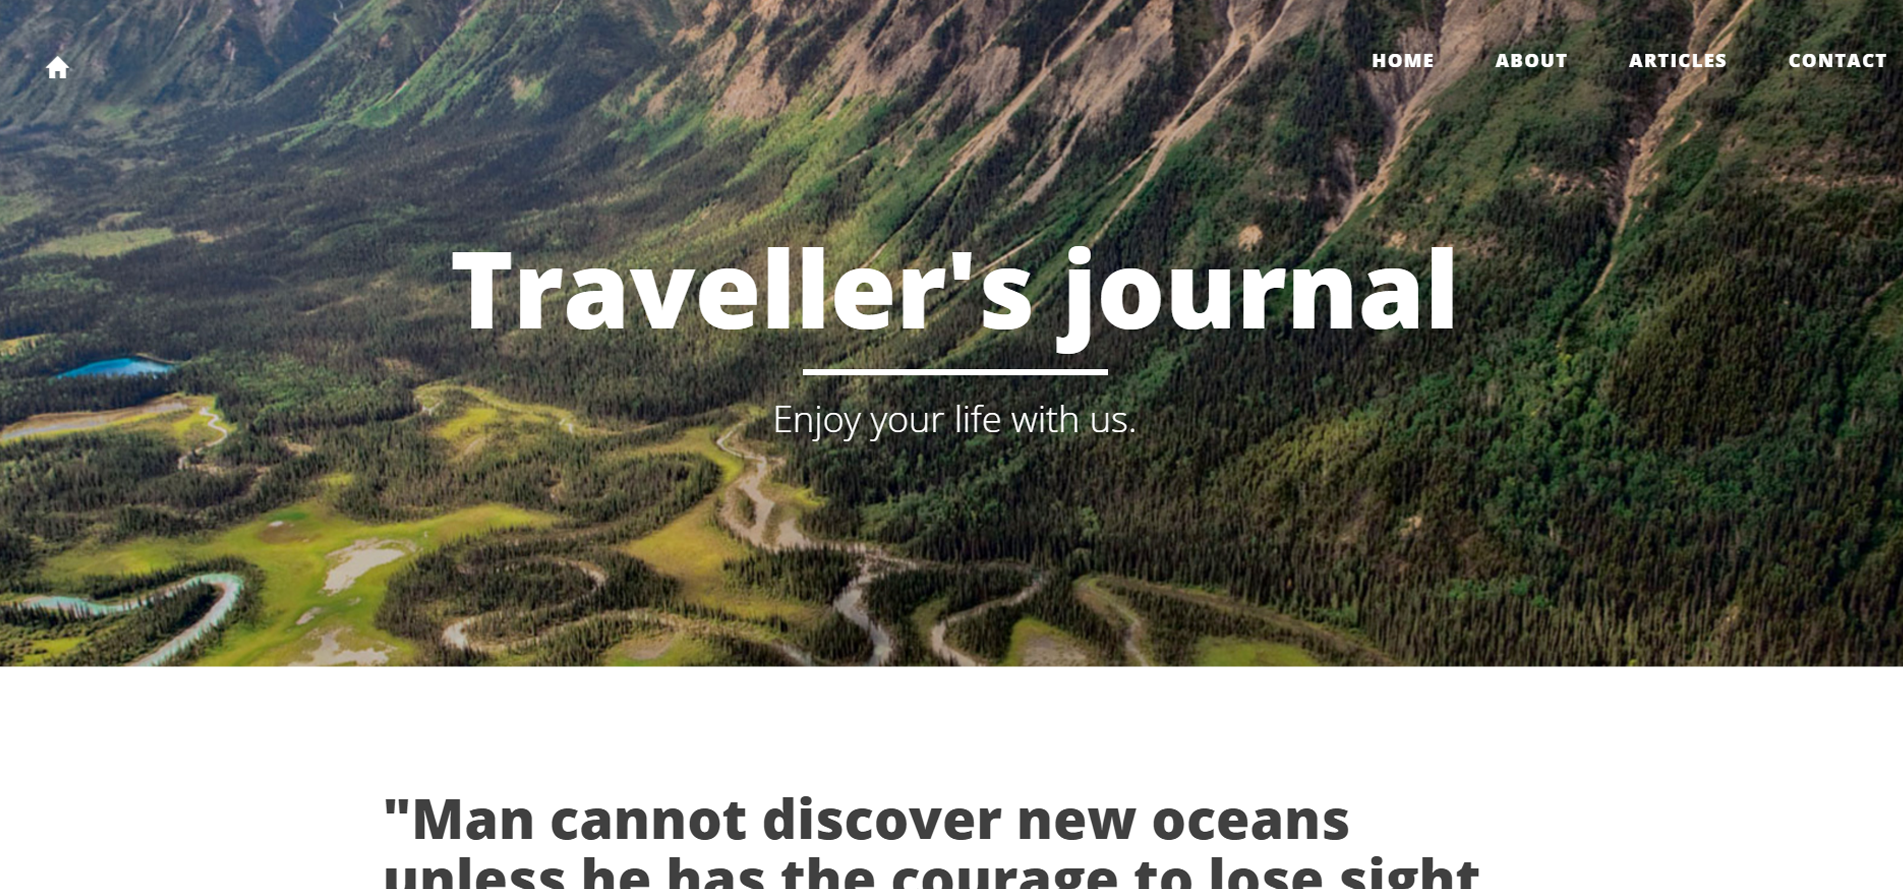 HOME ABOUT ARTICLES CONTACT
Traveller's journal
Enjoy your life with us.
"Man cannot discover new oceans
unless he has the courage to lose sight